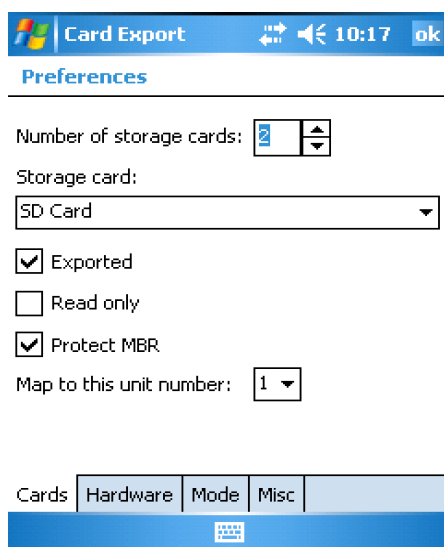 Card Export 10:17 ok
Preferences
Number of storage cards: 2
Storage card:
SD Card
Exported
Read only
Protect MBR
Map to this unit number: 1
Cards Hardware Mode Misc